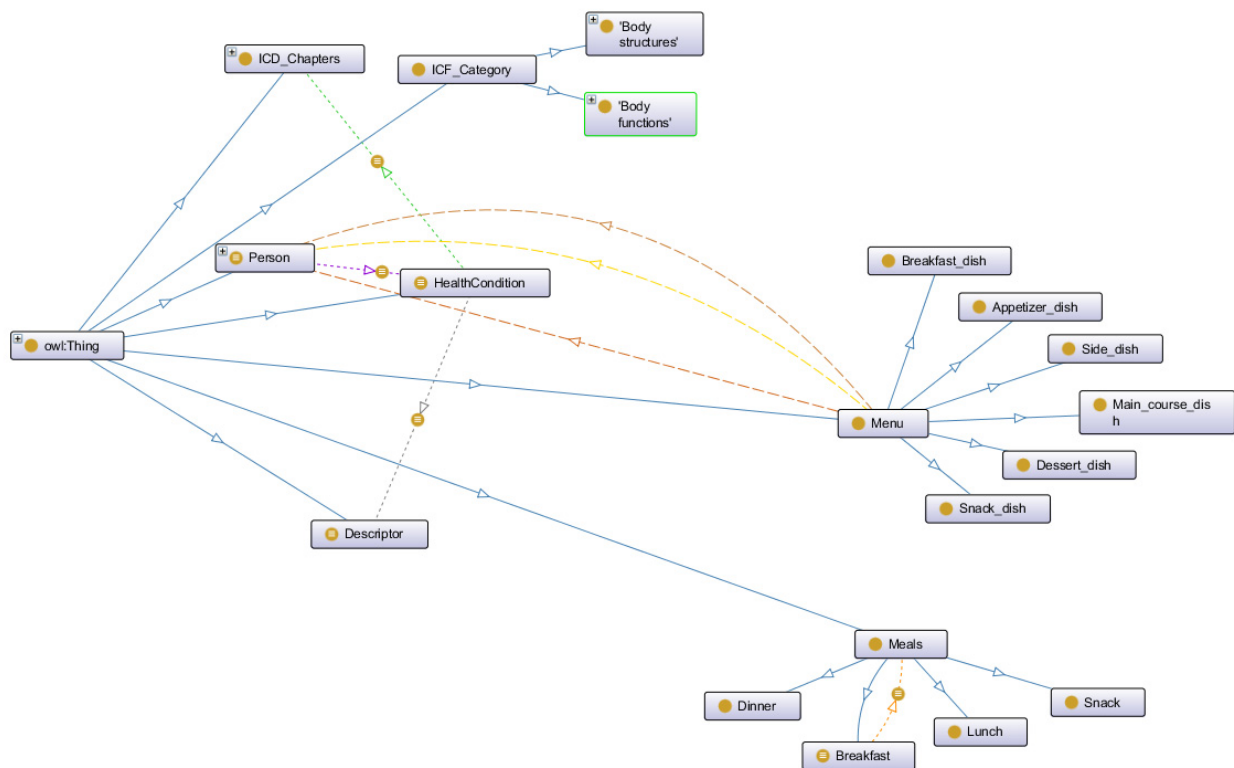 'Body
structures'
ICD_Chapters
ICF_Category
'Body
functions'
Person
Breakfast_dish
HealthCondition
Appetizer_dish
owl:Thing
Side_dish
Main_course_dis
h
Menu
Dessert_dish
Snack_dish
Descriptor
Meals
Dinner
Snack
Lunch
Breakfast